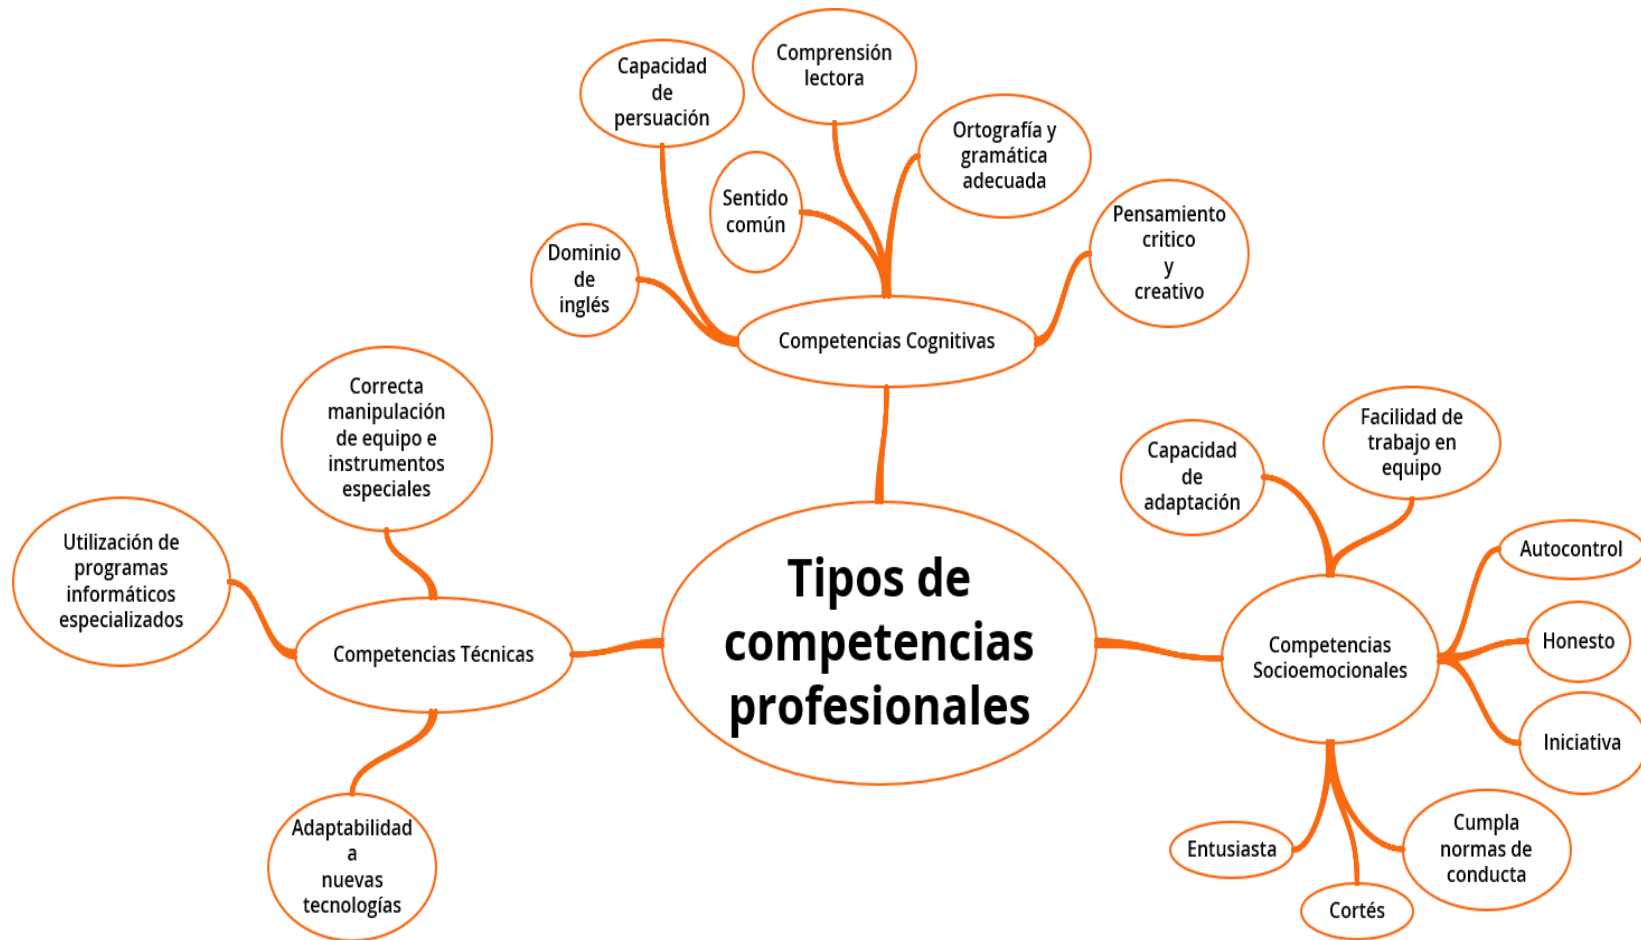 Comprensión
lectora
Capacidad
de
persuación
Ortografía y
gramática
adecuada
Sentido
común
Pensamiento
critico
y
creativo
Dominio
de
inglés
Competencias Cognitivas
Correcta
manipulación
de equipo e
instrumentos
especiales
Utilización de
programas
informáticos
especializados
Competencias Técnicas
Adaptabilidad
a
nuevas
tecnologías
Tipos de
competencias
profesionales
Capacidad
de
adaptación
Facilidad de
trabajo en
equipo
Autocontrol
Honesto
Iniciativa
Competencias
Socioemocionales
Entusiasta
Cortés
Cumpla
normas de
conducta